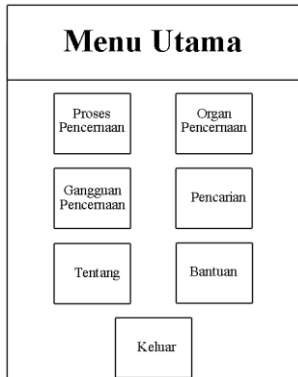 Menu Utama
Proses
Pencernaan
Organ
Pencernaan
Gangguan
Pencernaan
Pencarian
Tentang
Bantuan
Keluar